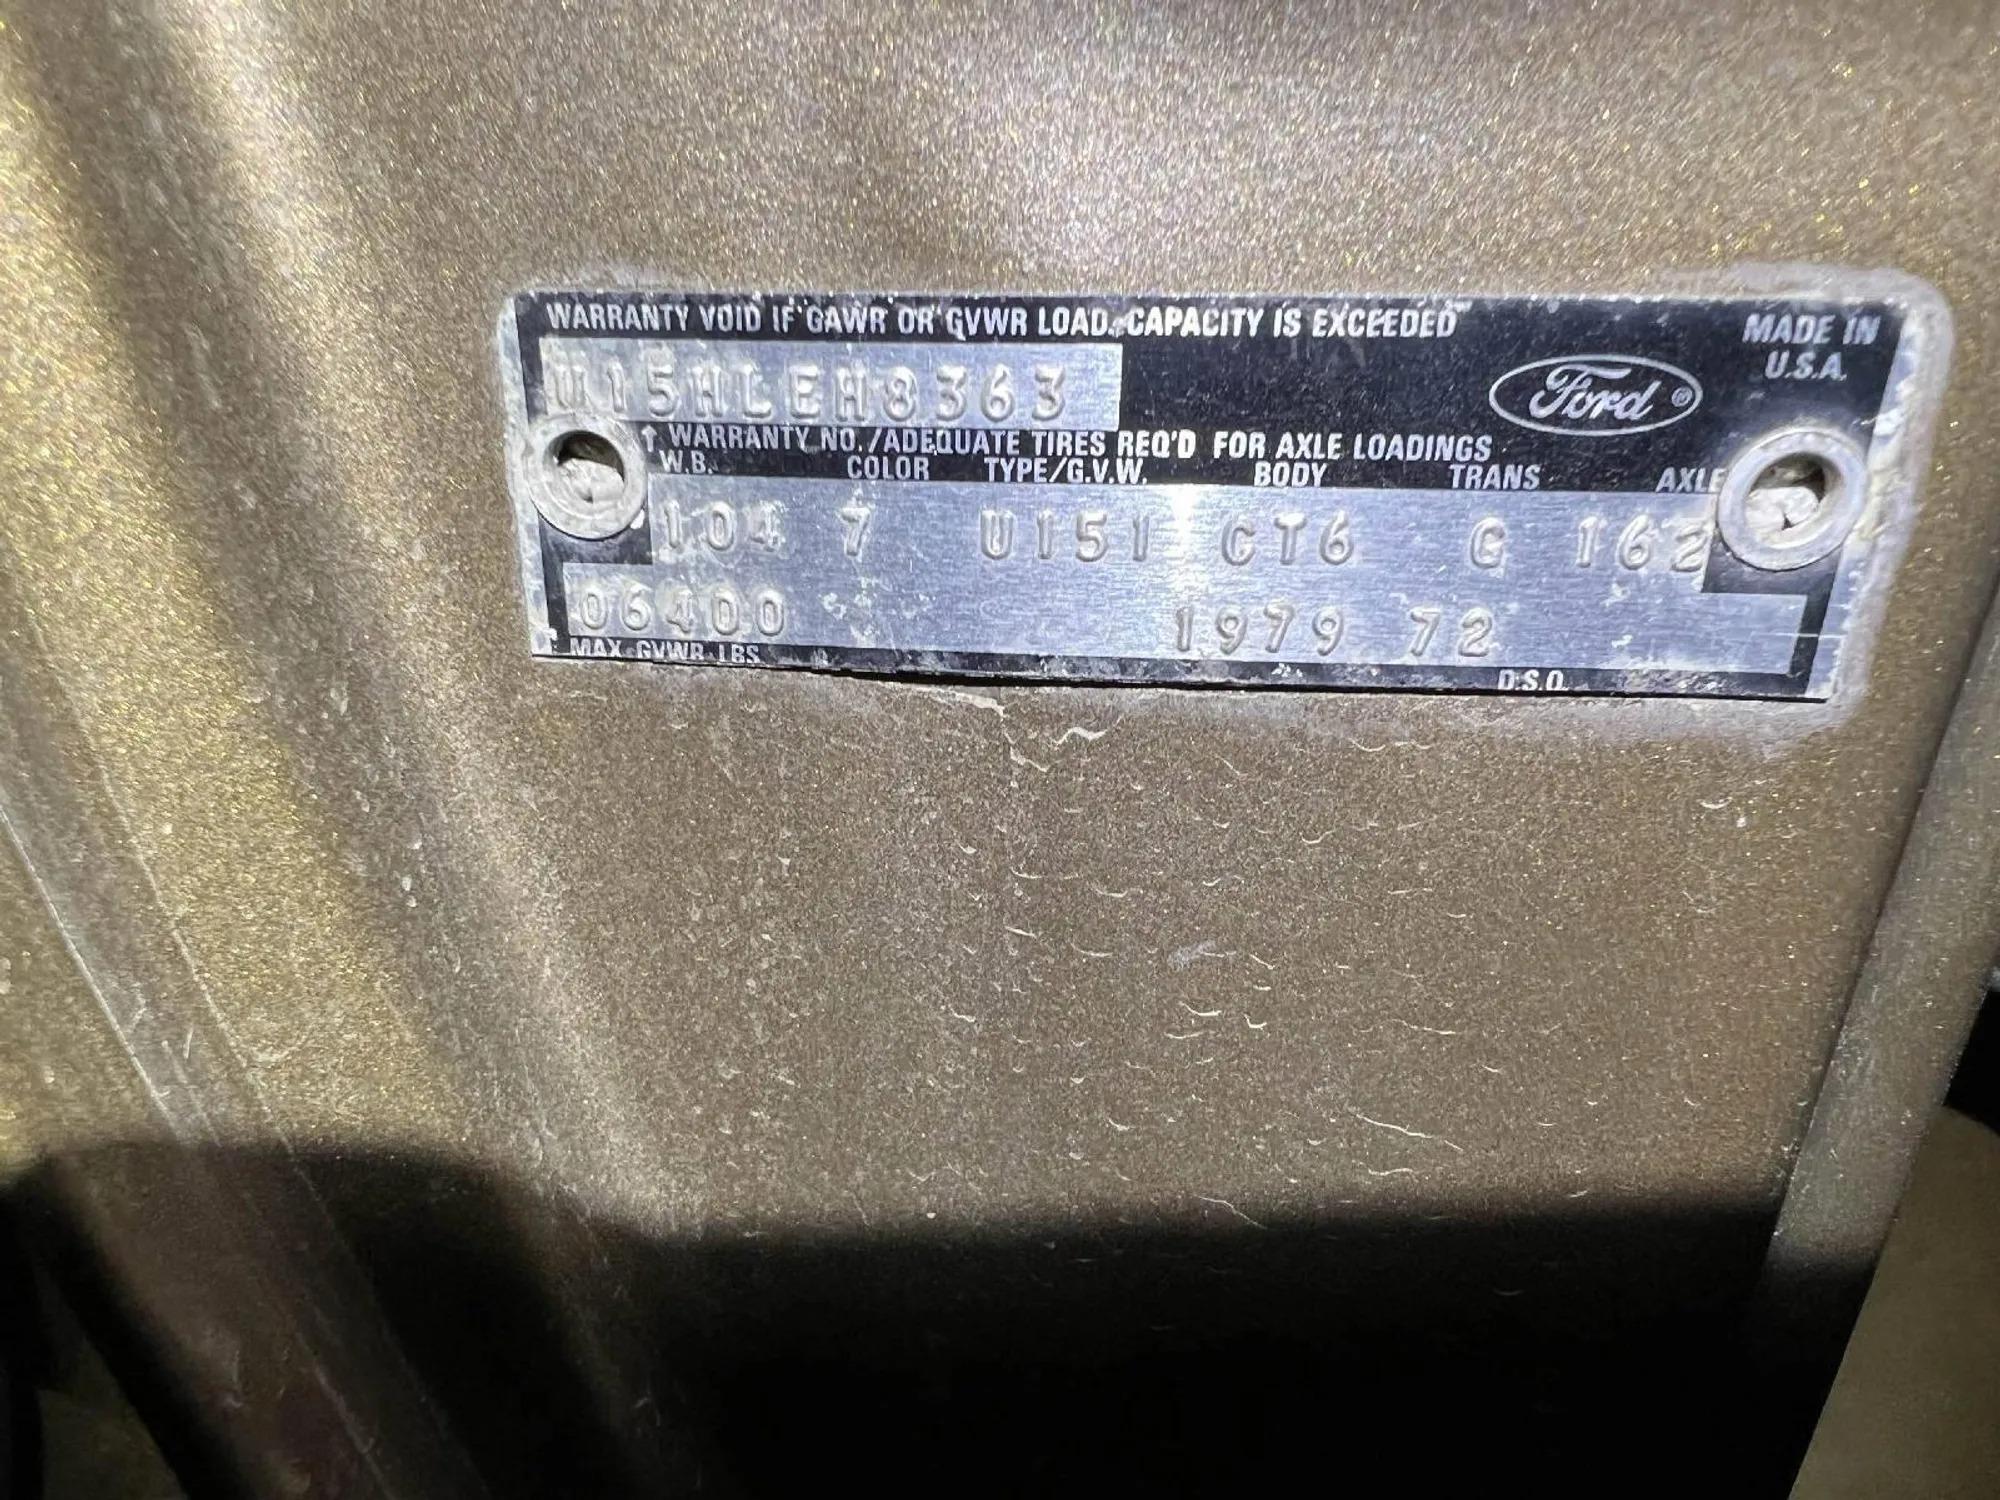 WARRANTY VOID IF GAWR OR GVWR LOAD CAPACITY IS EXCEEDED
MADE IN
U.S.A.
U15HLEH8363
Ford ®
↑ WARRANTY NO./ADEQUATE TIRES REQ'D FOR AXLE LOADINGS
W.B. COLOR TYPE/G.V.W. BODY TRANS AXLE
104 7 U151 CT6 G 162
06400 1979 72
MAX GVWR LBS D.S.O.